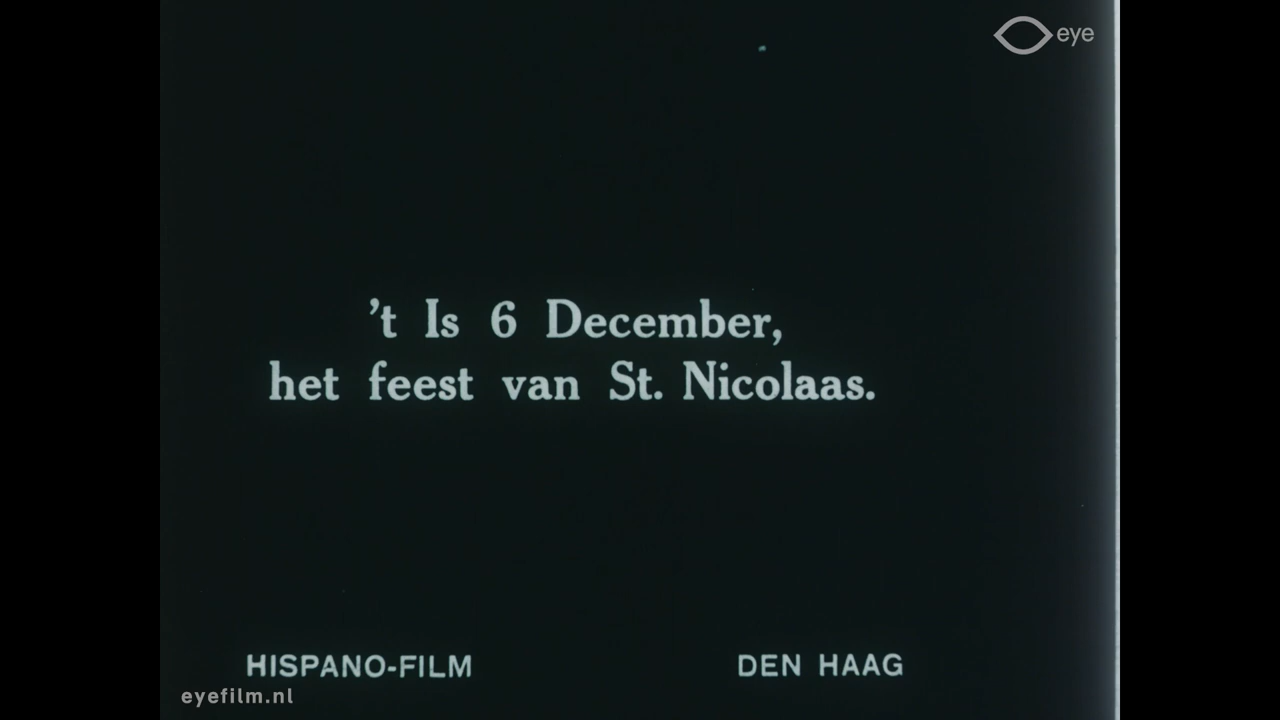 eye
't Is 6 December,
het feest van St. Nicolaas.
HISPANO-FILM DEN HAAG
eyefilm.nl